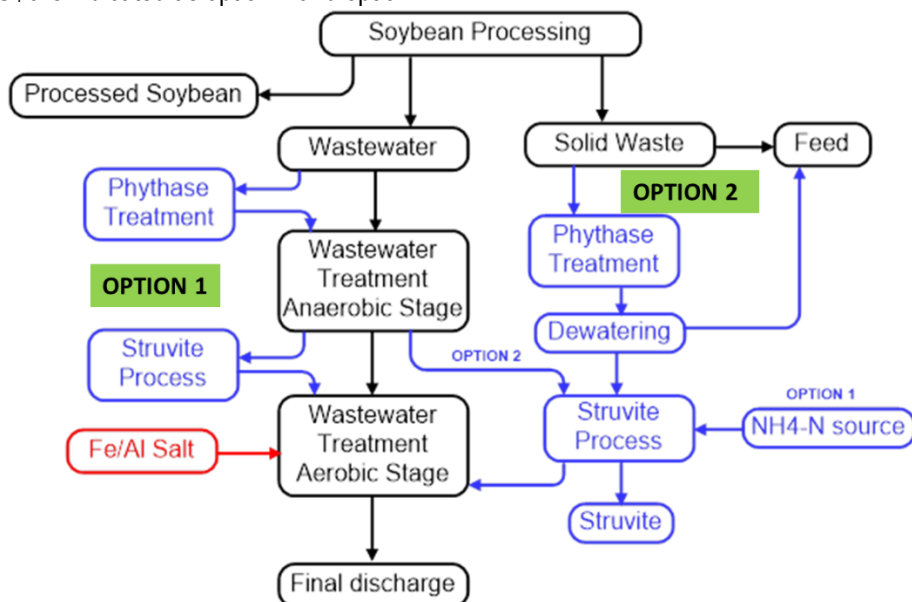 Soybean Processing
Processed Soybean
Wastewater
Solid Waste
Feed
Phythase
Treatment
OPTION 2
Wastewater
Treatment
Anaerobic Stage
Phythase
Treatment
OPTION 1
Dewatering
Struvite
Process
OPTION 2
OPTION 1
Wastewater
Treatment
Aerobic Stage
Struvite
Process
NH4-N source
Fe/Al Salt
Struvite
Final discharge